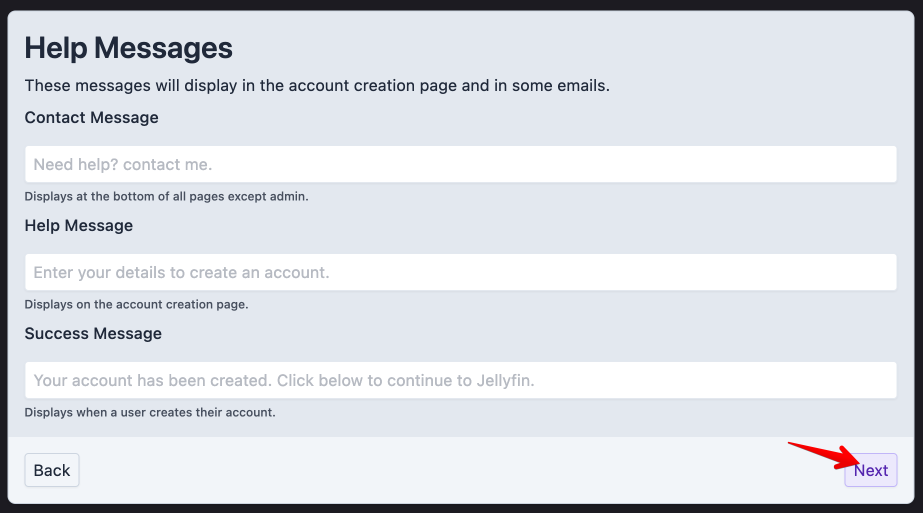 Help Messages
These messages will display in the account creation page and in some emails.
Contact Message
Need help? contact me.
Displays at the bottom of all pages except admin.
Help Message
Enter your details to create an account.
Displays on the account creation page.
Success Message
Your account has been created. Click below to continue to Jellyfin.
Displays when a user creates their account.
Back
Next